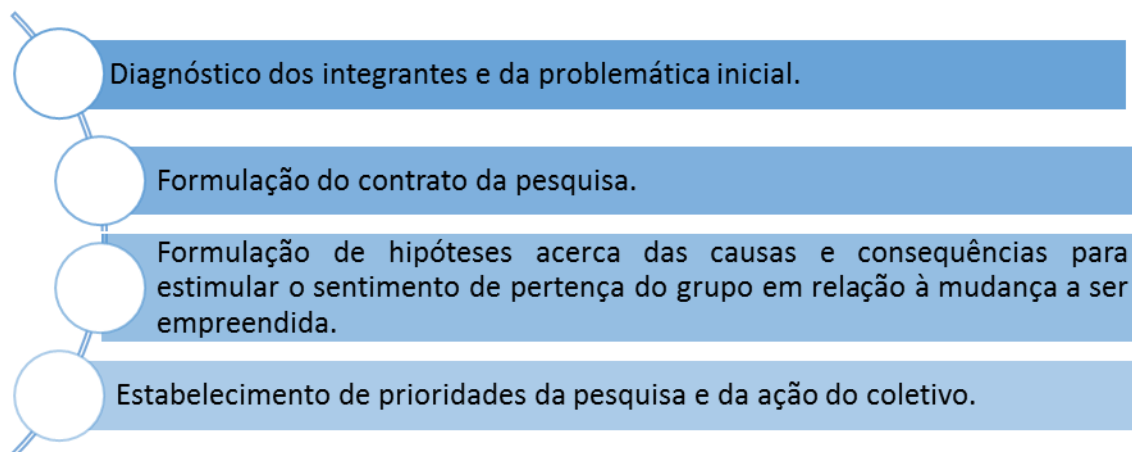 Diagnóstico dos integrantes e da problemática inicial.
Formulação do contrato da pesquisa.
Formulação de hipóteses acerca das causas e consequências para
estimular o sentimento de pertença do grupo em relação à mudança a ser
empreendida.
Estabelecimento de prioridades da pesquisa e da ação do coletivo.